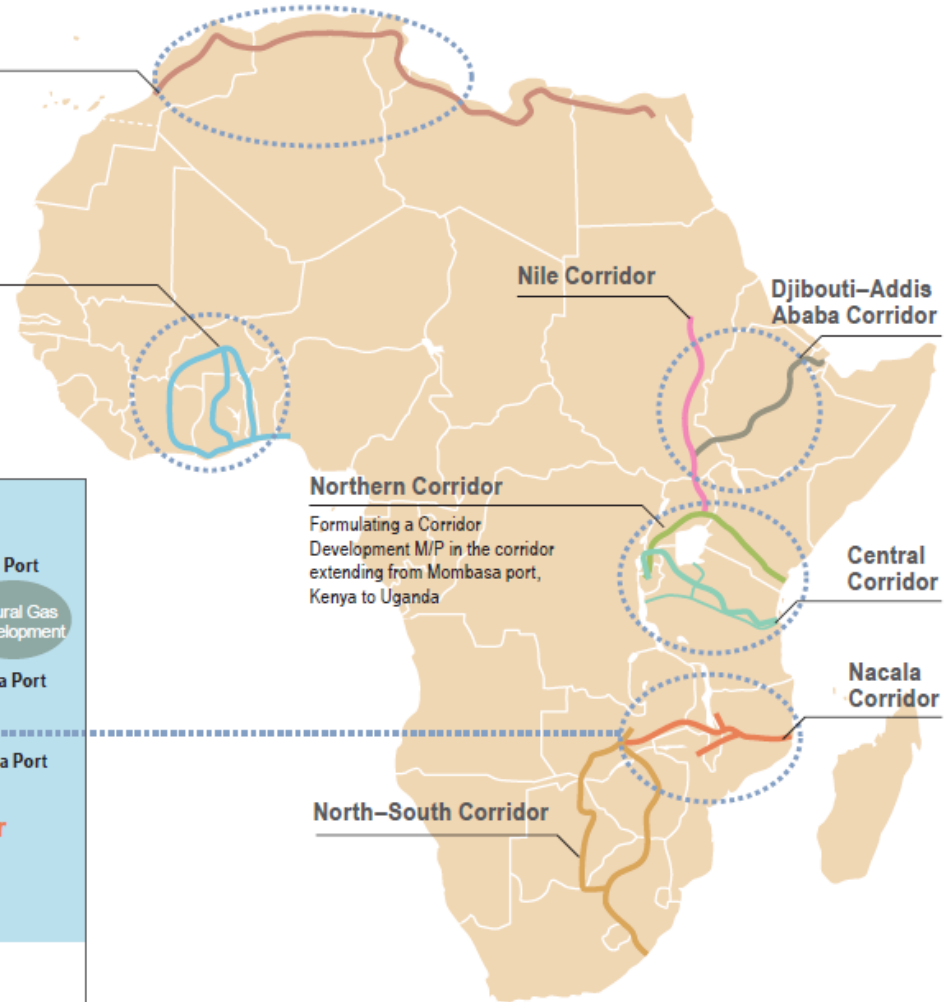 Nile Corridor
Djibouti–Addis
Ababa Corridor
Northern Corridor
Formulating a Corridor
Development M/P in the corridor
extending from Mombasa port,
Kenya to Uganda
Central
Corridor
Port
Gas
Port
Port
Nacala
Corridor
North–South Corridor